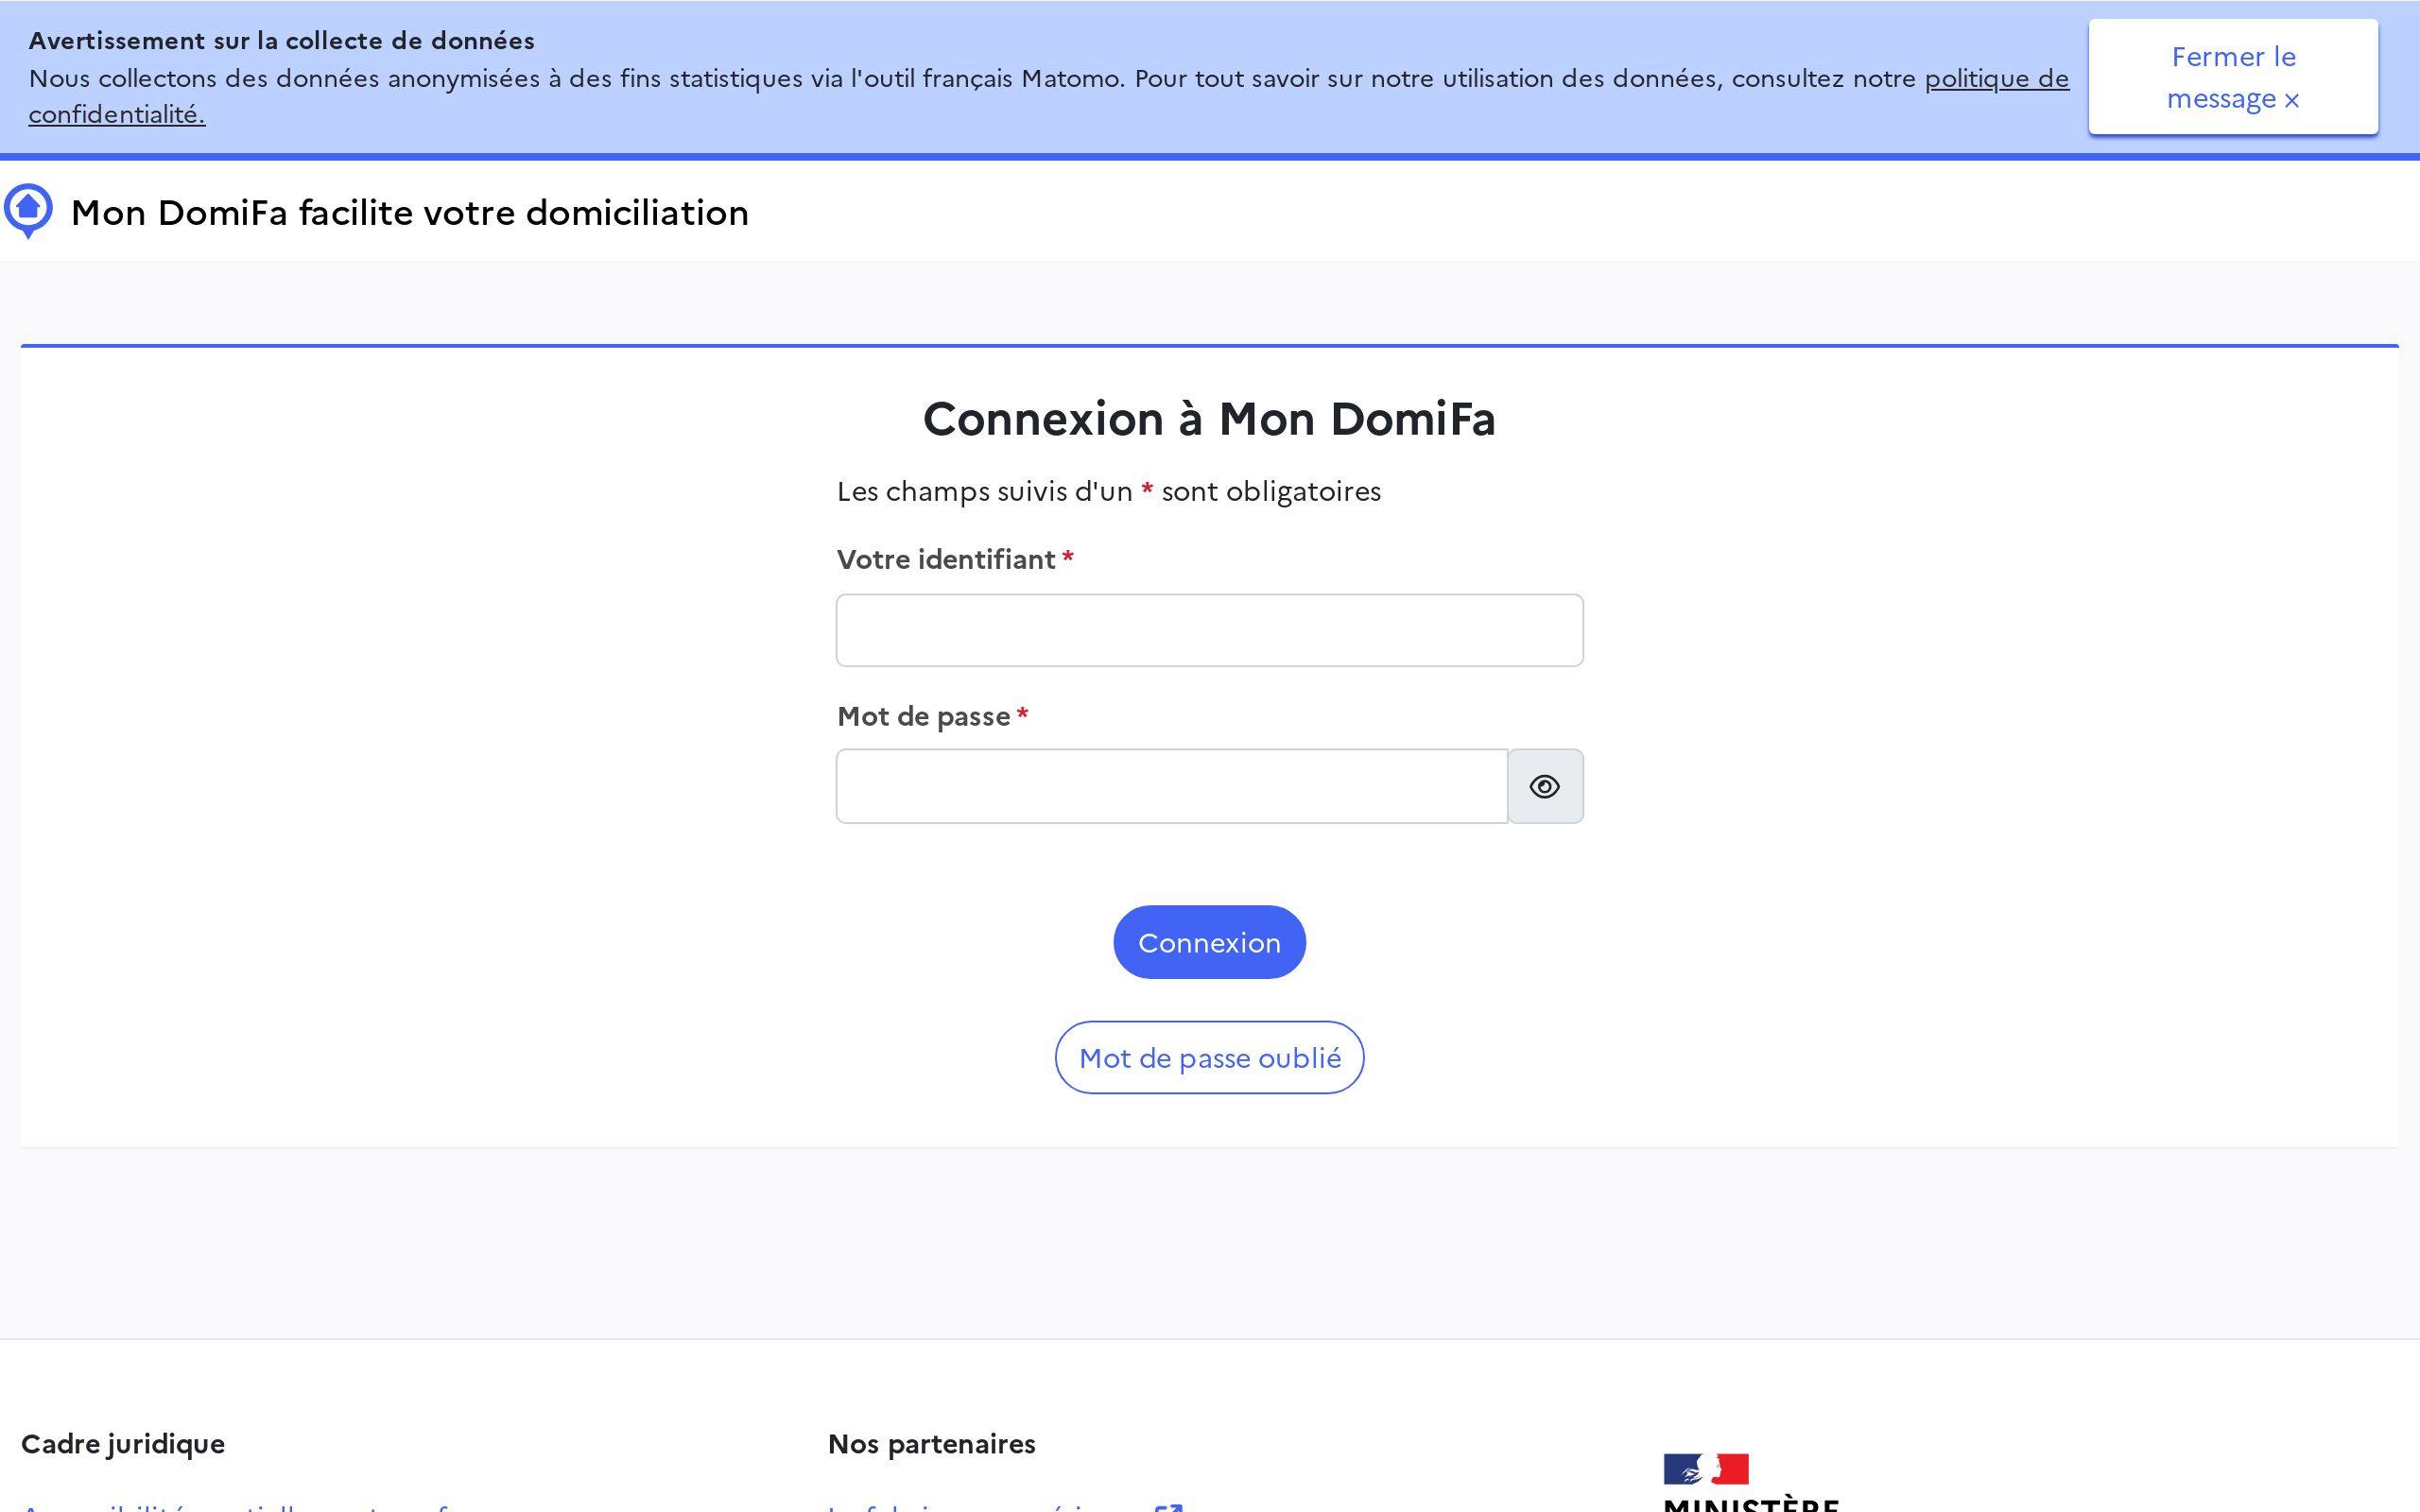 Avertissement sur la collecte de données
Nous collectons des données anonymisées à des fins statistiques via l'outil français Matomo. Pour tout savoir sur notre utilisation des données, consultez notre politique de
confidentialité.
Fermer le
message ×
Mon DomiFa facilite votre domiciliation
Connexion à Mon DomiFa
Les champs suivis d'un * sont obligatoires
Votre identifiant *
Mot de passe *
Connexion
Mot de passe oublié
Cadre juridique
Nos partenaires
MINISTÈRE